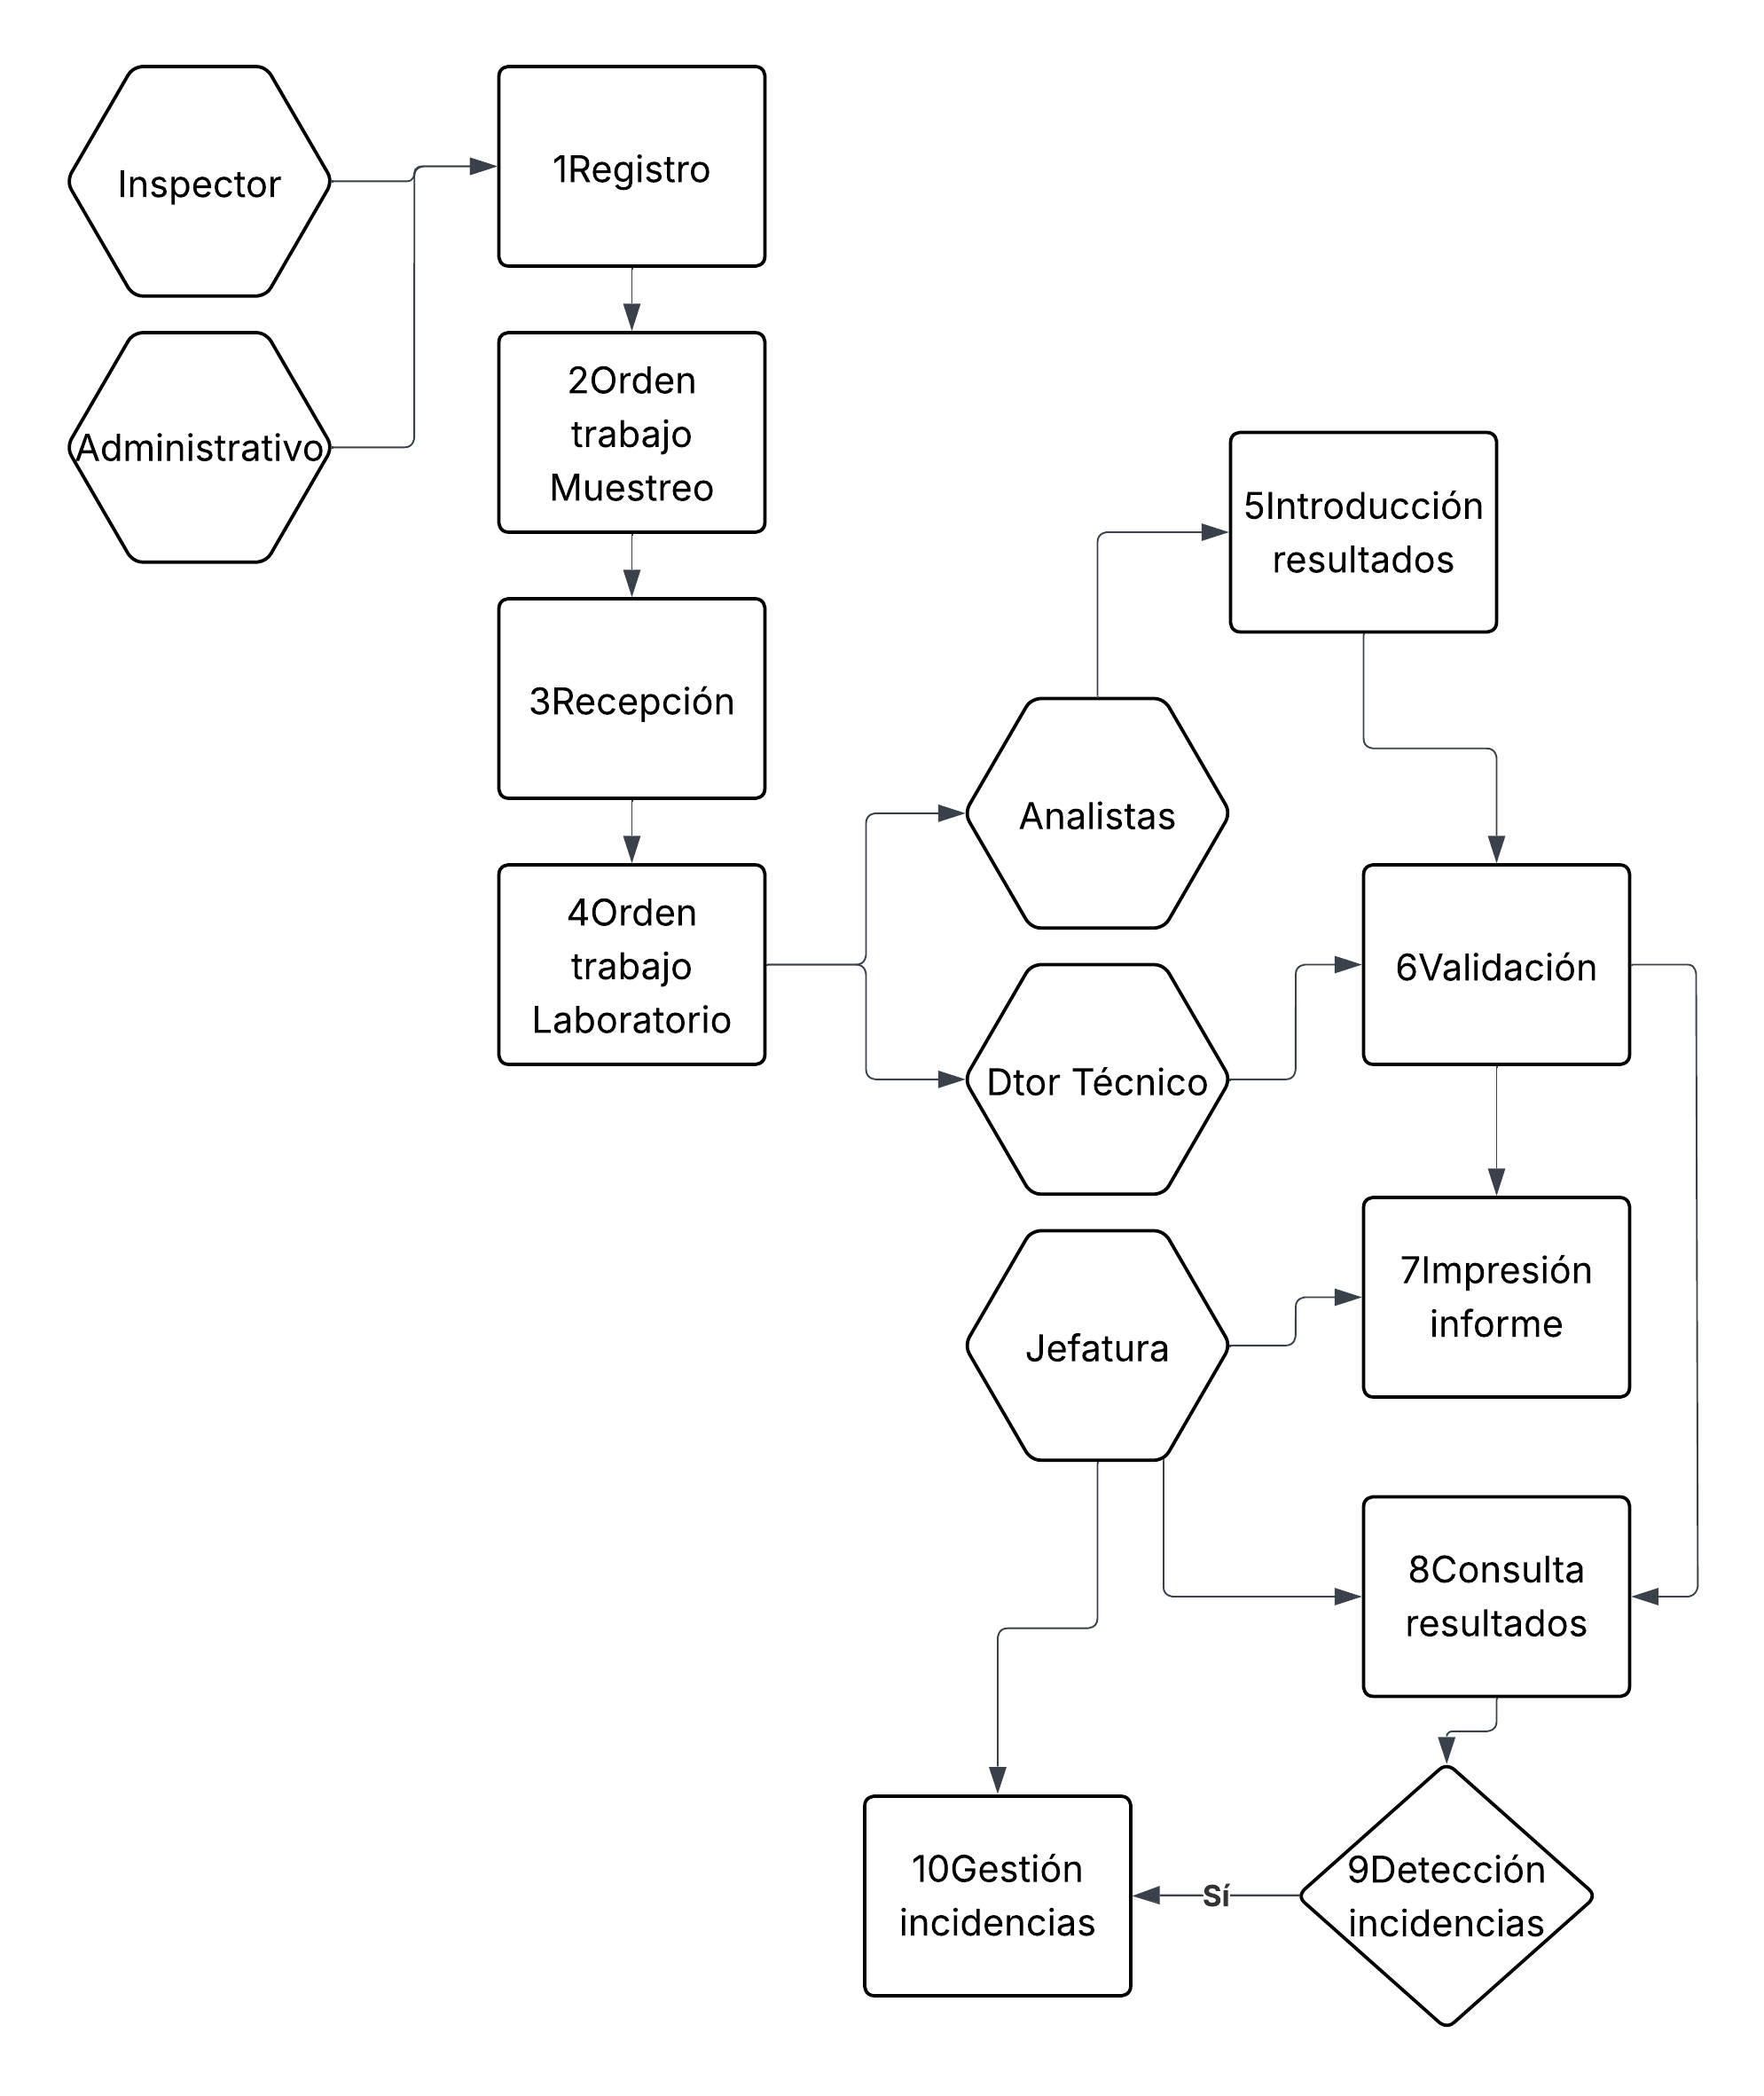 Inspector
1Registro
Administrativo
2Orden
trabajo
Muestreo
5Introducción
resultados
3Recepción
Analistas
4Orden
trabajo
Laboratorio
6Validación
Dtor Técnico
7Impresión
informe
Jefatura
8Consulta
resultados
10Gestión
incidencias
Sí
9Detección
incidencias